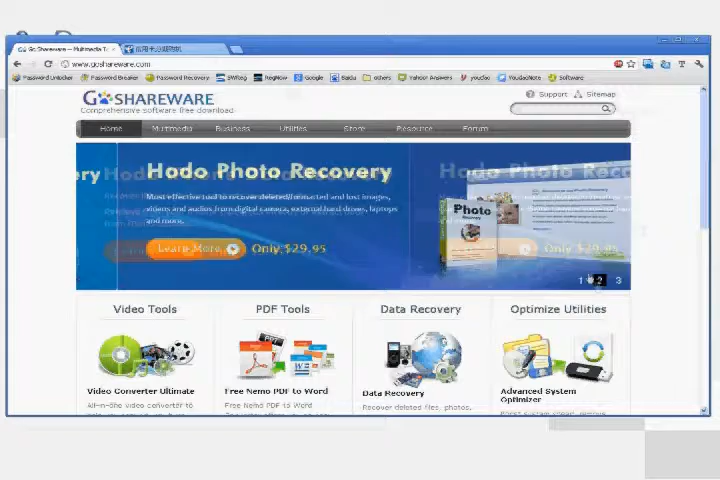 Go Shareware -- Multimedia T
www.goshareware.com
Password Unlocker Password Breaker Password Recovery SWReg RegNow Google Baidu others Yahoo Answers youdao YoudaoNote Software
GOSHAREWARE
Comprehensive software free download
Support Sitemap
Home Multimedia Business Utilities Store Resource Forum
Hodo Photo Recovery
Most effective tool to recover deleted/formatted and lost images,
videos and audios from digital camera, external hard drives, laptops
and more.
Learn More Only: $29.95
Photo
1 2 3
Video Tools PDF Tools Data Recovery Optimize Utilities
Video Converter Ultimate
All-in-one video converter to
Free Nemo PDF to Word
Free Nemo PDF to Word
Data Recovery
Recover deleted files, photos,
Advanced System
Optimizer